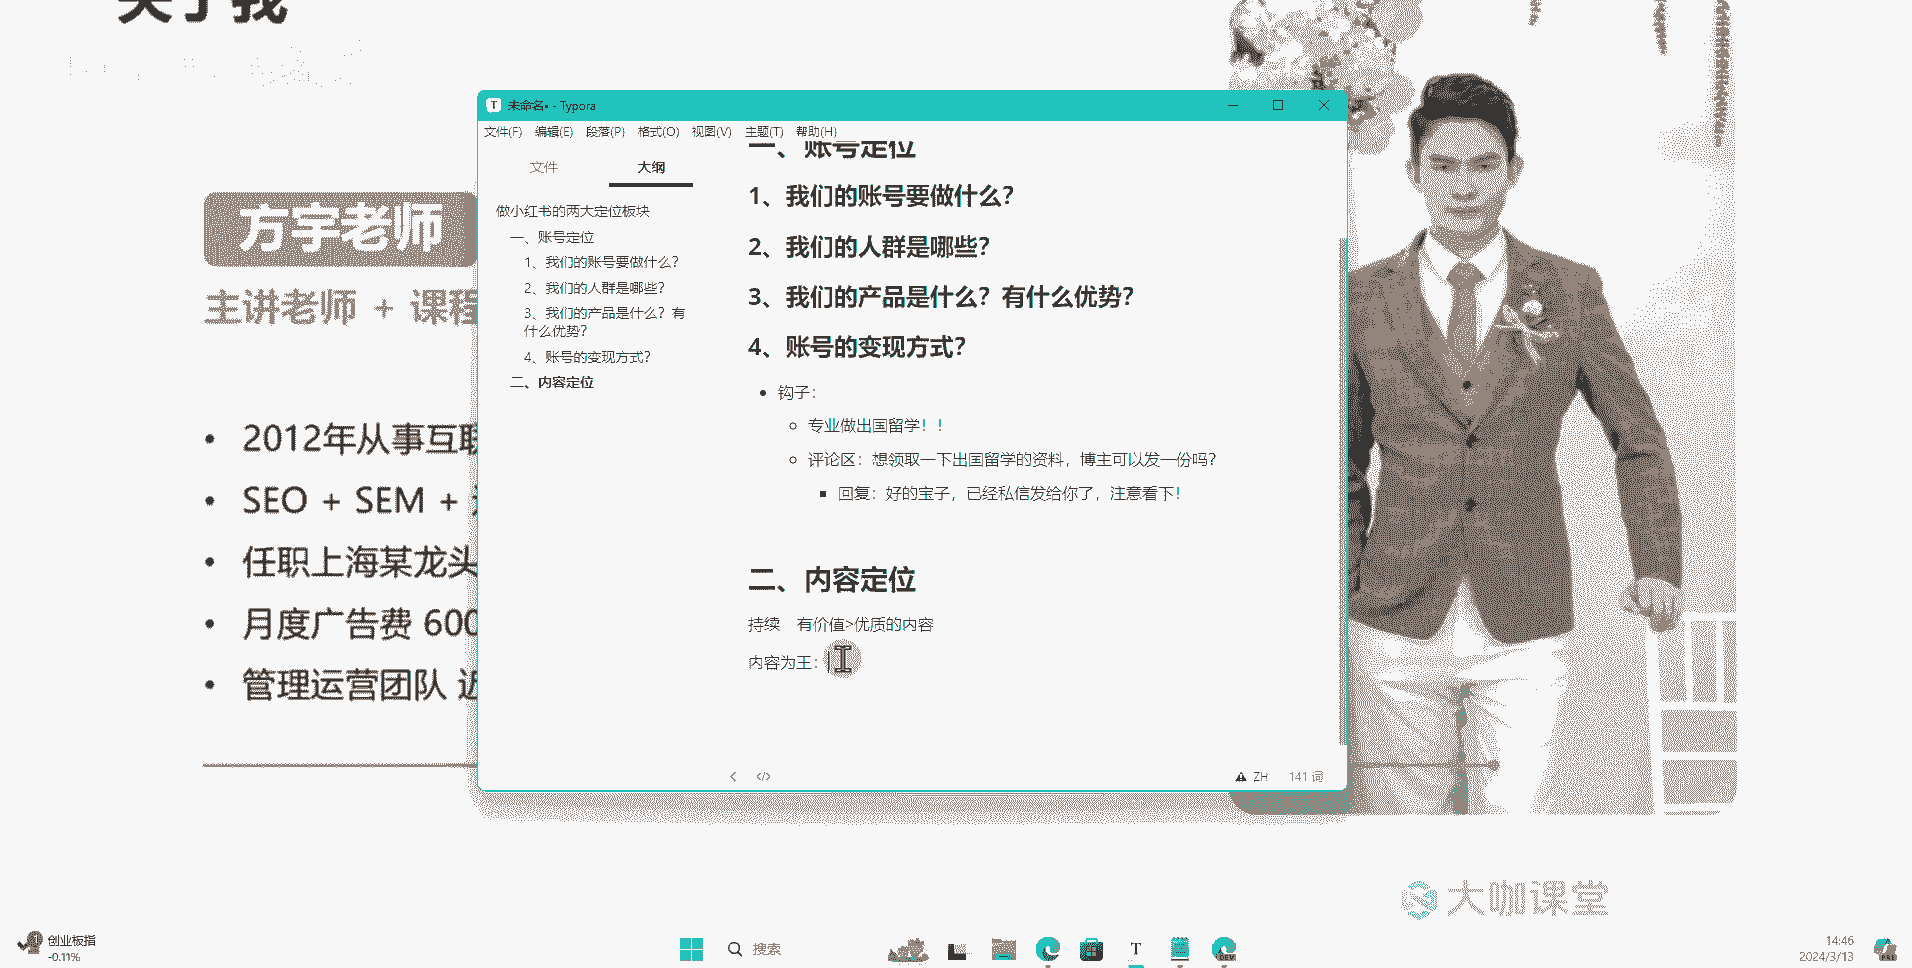 关于我
方宇老师
主讲老师 + 课程
• 2012年从事互联
• SEO + SEM +
• 任职上海某龙头
• 月度广告费 600
• 管理运营团队 近
T 未命名• - Typora
文件(F) 编辑(E) 段落(P) 格式(O) 视图(V) 主题(T) 帮助(H)
文件 大纲
做小红书的两大定位板块
一、账号定位
1、我们的账号要做什么？
2、我们的人群是哪些？
3、我们的产品是什么？有
什么优势？
4、账号的变现方式？
二、内容定位
一、账号定位
1、我们的账号要做什么？
2、我们的人群是哪些？
3、我们的产品是什么？有什么优势？
4、账号的变现方式？
• 钩子：
专业做出国留学！！
评论区：想领取一下出国留学的资料，博主可以发一份吗？
回复：好的宝子，已经私信发给你了，注意看下！
二、内容定位
持续 有价值>优质的内容
内容为王：
</> ZH 141 词
大咖课堂
创业板指
-0.11%
搜索
T
DEV
14:46
2024/3/13
PRE